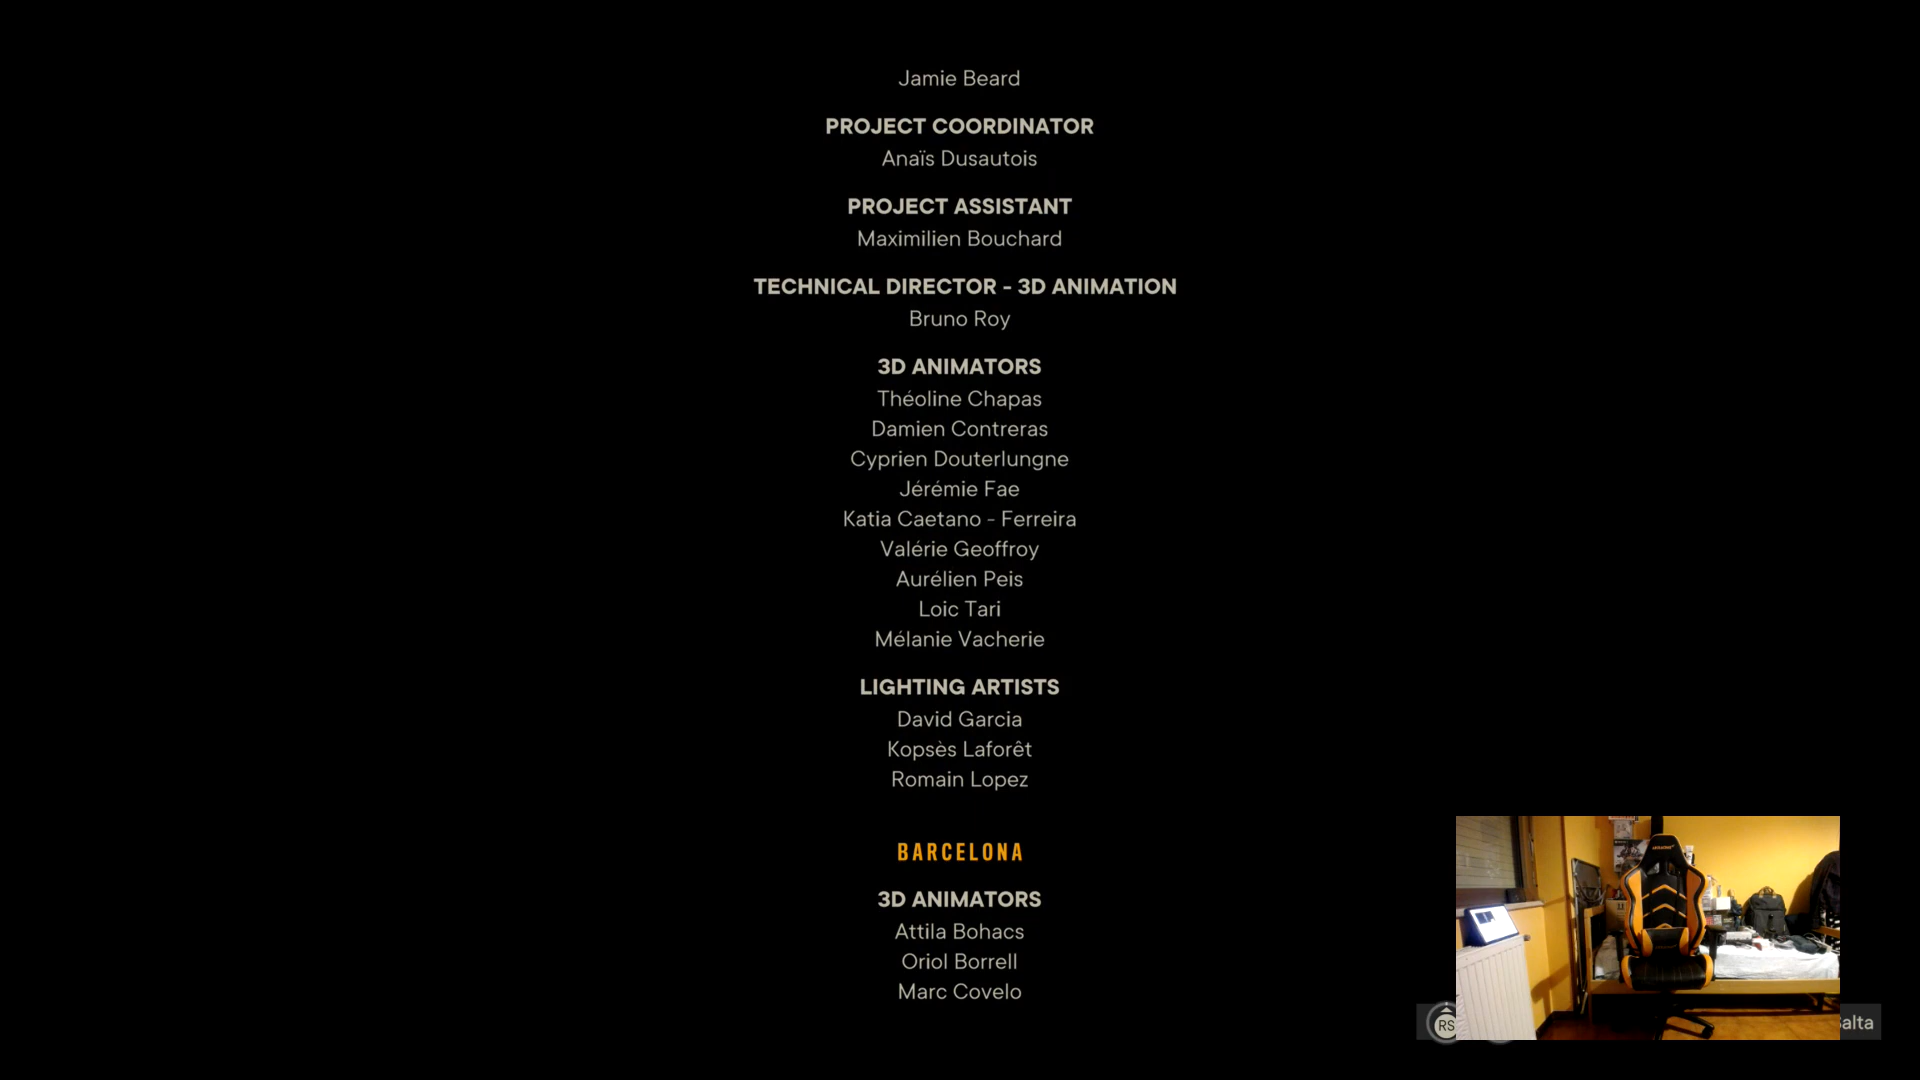 Jamie Beard
PROJECT COORDINATOR
Anaïs Dusautois
PROJECT ASSISTANT
Maximilien Bouchard
TECHNICAL DIRECTOR - 3D ANIMATION
Bruno Roy
3D ANIMATORS
Théoline Chapas
Damien Contreras
Cyprien Douterlungne
Jérémie Fae
Katia Caetano - Ferreira
Valérie Geoffroy
Aurélien Peis
Loic Tari
Mélanie Vacherie
LIGHTING ARTISTS
David Garcia
Kopsès Laforêt
Romain Lopez
BARCELONA
3D ANIMATORS
Attila Bohacs
Oriol Borrell
Marc Covelo
RS